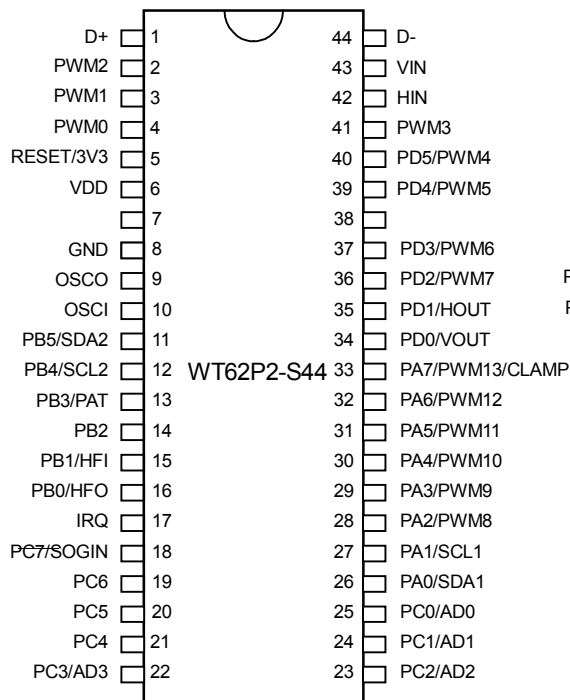 D+ 1 44 D-
PWM2 2 43 VIN
PWM1 3 42 HIN
PWM0 4 41 PWM3
RESET/3V3 5 40 PD5/PWM4
VDD 6 39 PD4/PWM5
7 38
GND 8 37 PD3/PWM6
OSCO 9 36 PD2/PWM7 P
OSCI 10 35 PD1/HOUT P
PB5/SDA2 11 34 PD0/VOUT
PB4/SCL2 12 WT62P2-S44 33 PA7/PWM13/CLAMP
PB3/PAT 13 32 PA6/PWM12
PB2 14 31 PA5/PWM11
PB1/HFI 15 30 PA4/PWM10
PB0/HFO 16 29 PA3/PWM9
IRQ 17 28 PA2/PWM8
PC7/SOGIN 18 27 PA1/SCL1
PC6 19 26 PA0/SDA1
PC5 20 25 PC0/AD0
PC4 21 24 PC1/AD1
PC3/AD3 22 23 PC2/AD2